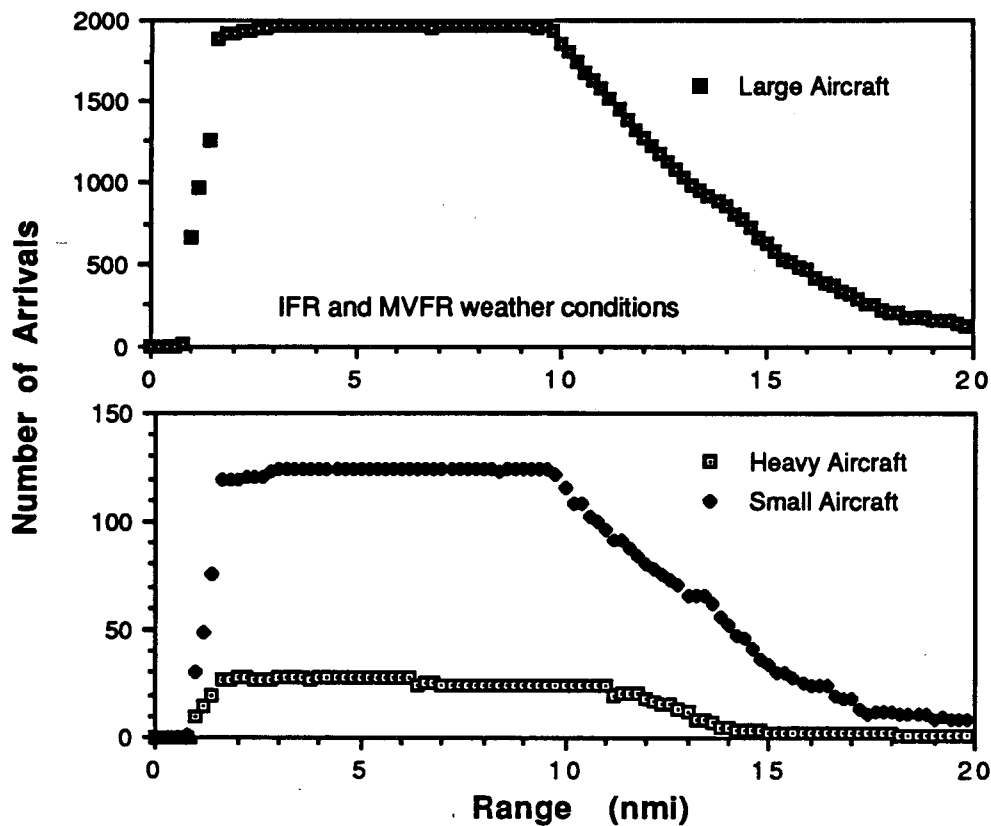 Number of Arrivals
2000
1500
1000
500
0
Large Aircraft
IFR and MVFR weather conditions
0 5 10 15 20
150
100
50
0
Heavy Aircraft
Small Aircraft
0 5 10 15 20
Range (nmi)